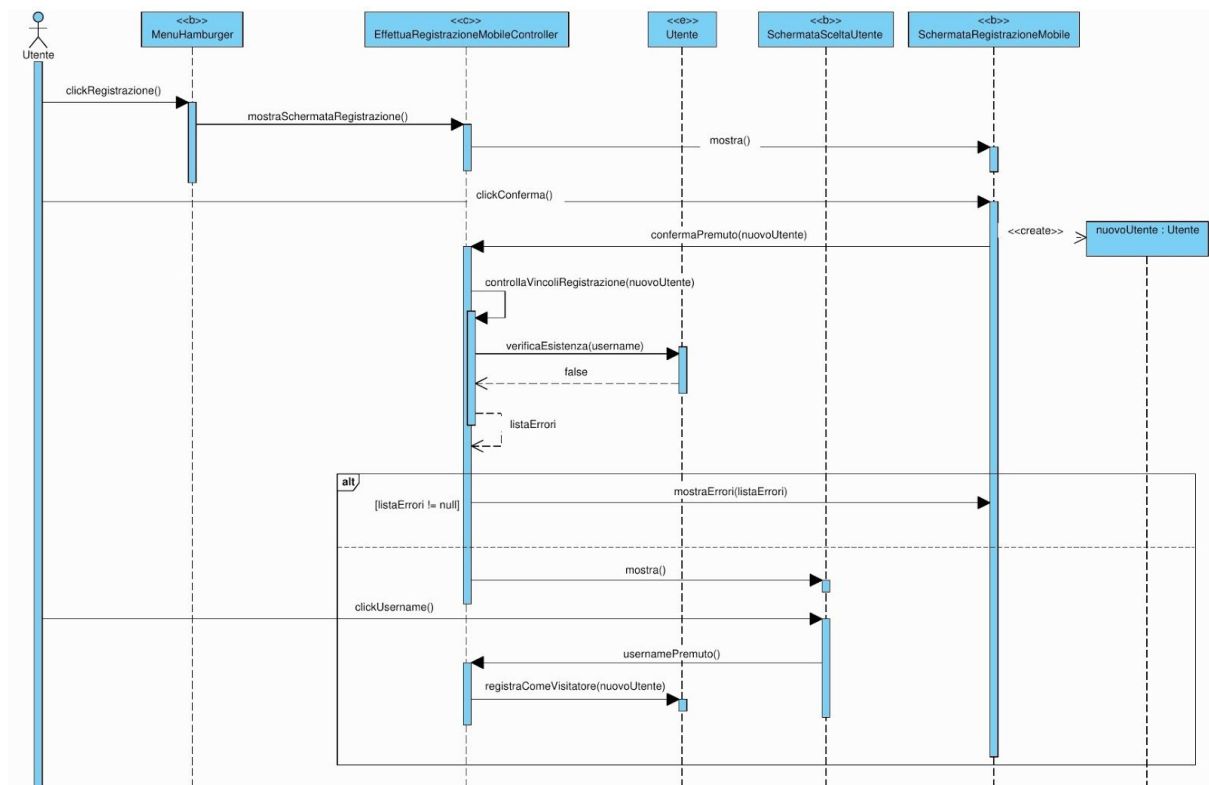 <<b>>
MenuHamburger
<<c>>
EffettuaRegistrazioneMobileController
<<e>>
Utente
<<b>>
SchermataSceltaUtente
<<b>>
SchermataRegistrazioneMobile
Utente
clickRegistrazione()
mostraSchermataRegistrazione()
mostra()
clickConferma()
<<create>>
nuovoUtente : Utente
confermaPremuto(nuovoUtente)
controllaVincoliRegistrazione(nuovoUtente)
verificaEsistenza(username)
false
listaErrori
alt
mostraErrori(listaErrori)
[listaErrori != null]
mostra()
clickUsername()
usernamePremuto()
registraComeVisitatore(nuovoUtente)